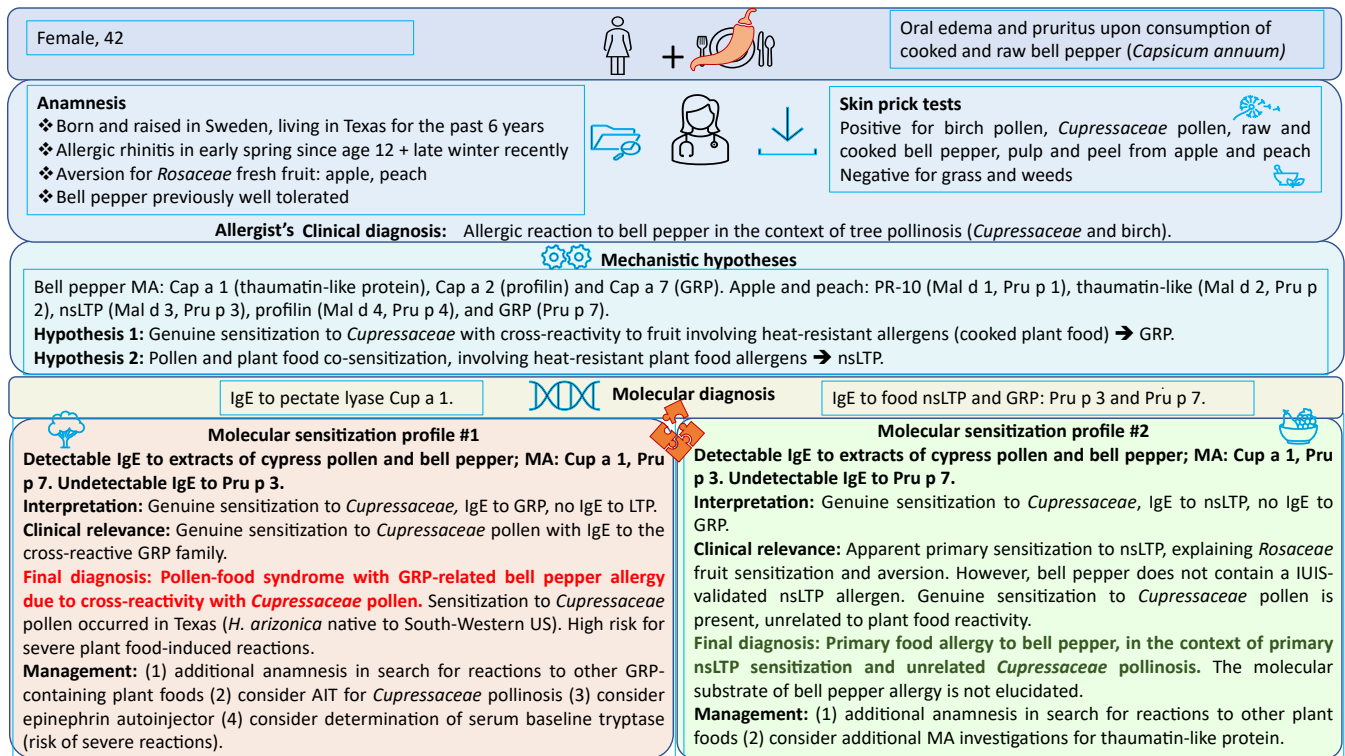 Female, 42
Oral edema and pruritus upon consumption of
cooked and raw bell pepper (Capsicum annuum)
Anamnesis
❖Born and raised in Sweden, living in Texas for the past 6 years
❖Allergic rhinitis in early spring since age 12 + late winter recently
❖Aversion for Rosaceae fresh fruit: apple, peach
❖Bell pepper previously well tolerated
Skin prick tests
Positive for birch pollen, Cupressaceae pollen, raw and
cooked bell pepper, pulp and peel from apple and peach
Negative for grass and weeds
Allergist's Clinical diagnosis: Allergic reaction to bell pepper in the context of tree pollinosis (Cupressaceae and birch).
Mechanistic hypotheses
Bell pepper MA: Cap a 1 (thaumatin-like protein), Cap a 2 (profilin) and Cap a 7 (GRP). Apple and peach: PR-10 (Mal d 1, Pru p 1), thaumatin-like (Mal d 2, Pru p
2), nsLTP (Mal d 3, Pru p 3), profilin (Mal d 4, Pru p 4), and GRP (Pru p 7).
Hypothesis 1: Genuine sensitization to Cupressaceae with cross-reactivity to fruit involving heat-resistant allergens (cooked plant food) ➔ GRP.
Hypothesis 2: Pollen and plant food co-sensitization, involving heat-resistant plant food allergens ➔ nsLTP.
IgE to pectate lyase Cup a 1.
Molecular diagnosis
IgE to food nsLTP and GRP: Pru p 3 and Pru p 7.
Molecular sensitization profile #1
Detectable IgE to extracts of cypress pollen and bell pepper; MA: Cup a 1, Pru
p 7. Undetectable IgE to Pru p 3.
Interpretation: Genuine sensitization to Cupressaceae, IgE to GRP, no IgE to LTP.
Clinical relevance: Genuine sensitization to Cupressaceae pollen with IgE to the
cross-reactive GRP family.
Final diagnosis: Pollen-food syndrome with GRP-related bell pepper allergy
due to cross-reactivity with Cupressaceae pollen. Sensitization to Cupressaceae
pollen occurred in Texas (H. arizonica native to South-Western US). High risk for
severe plant food-induced reactions.
Management: (1) additional anamnesis in search for reactions to other GRP-
containing plant foods (2) consider AIT for Cupressaceae pollinosis (3) consider
epinephrin autoinjector (4) consider determination of serum baseline tryptase
(risk of severe reactions).
Molecular sensitization profile #2
Detectable IgE to extracts of cypress pollen and bell pepper; MA: Cup a 1, Pru
p 3. Undetectable IgE to Pru p 7.
Interpretation: Genuine sensitization to Cupressaceae, IgE to nsLTP, no IgE to
GRP.
Clinical relevance: Apparent primary sensitization to nsLTP, explaining Rosaceae
fruit sensitization and aversion. However, bell pepper does not contain a IUIS-
validated nsLTP allergen. Genuine sensitization to Cupressaceae pollen is
present, unrelated to plant food reactivity.
Final diagnosis: Primary food allergy to bell pepper, in the context of primary
nsLTP sensitization and unrelated Cupressaceae pollinosis. The molecular
substrate of bell pepper allergy is not elucidated.
Management: (1) additional anamnesis in search for reactions to other plant
foods (2) consider additional MA investigations for thaumatin-like protein.